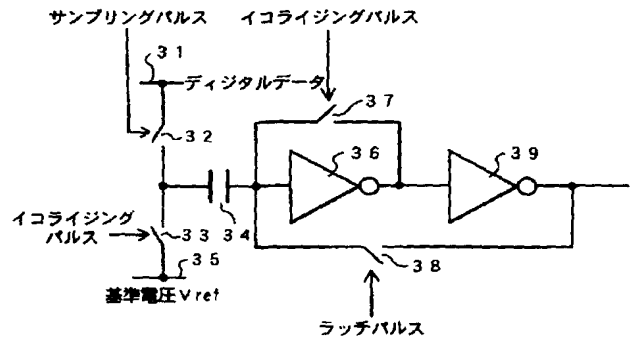 サンプリングパルス
イコライジングパルス
31
ディジタルデータ
37
32
36
39
イコライジング
パルス
33
34
38
35
基準電圧Vref
ラッチパルス